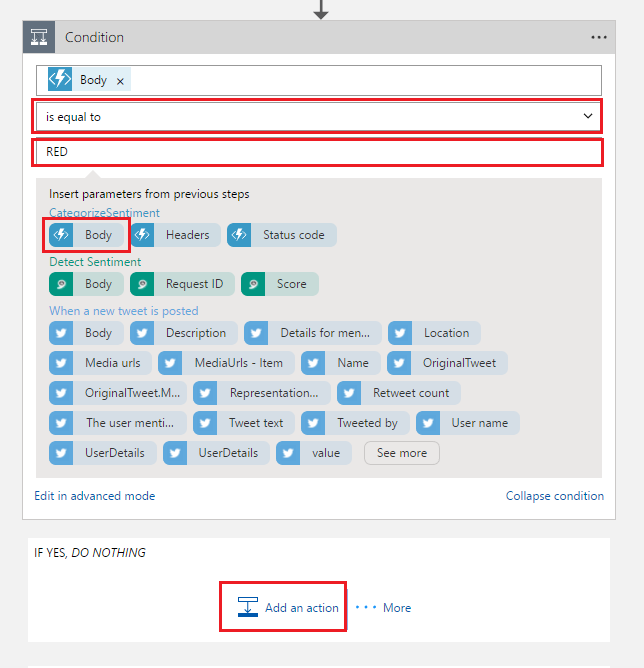 Condition
Body ×
is equal to
RED
Insert parameters from previous steps
CategorizeSentiment
Body Headers Status code
Detect Sentiment
Body Request ID Score
When a new tweet is posted
Body Description Details for men... Location
Media urls MediaUrls - Item Name OriginalTweet
OriginalTweet.M... Representation... Retweet count
The user menti... Tweet text Tweeted by User name
UserDetails UserDetails value See more
Edit in advanced mode Collapse condition
IF YES, DO NOTHING
Add an action ••• More